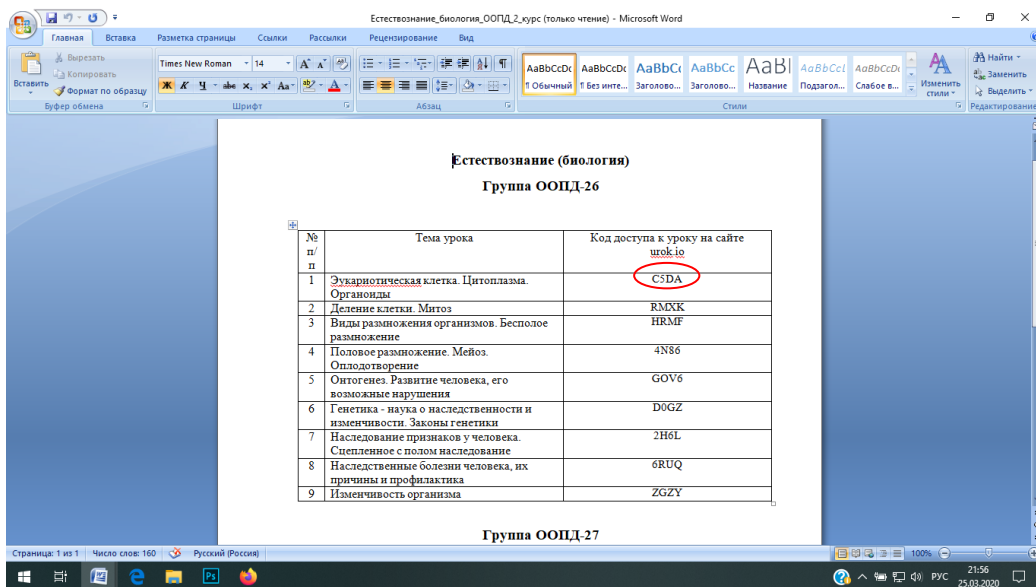 Естествознание_биология_ООПД_2_курс (только чтение) - Microsoft Word
Главная Вставка Разметка страницы Ссылки Рассылки Рецензирование Вид
Вставить
Вырезать
Копировать
Формат по образцу
Буфер обмена
Times New Roman 14
Ж К Ч abe x, x² Aa
Шрифт
Абзац
AaBbCcDc AaBbCcDc AaBbC AaBbCc AaBl AaBbCcL AaBbCcDc
¶ Обычный ¶ Без инте... Заголово... Заголово... Название Подзагол... Слабое в...
Изменить стили
Стили
Найти
Заменить
Выделить
Редактирование
Естествознание (биология)
Группа ООПД-26
№ п/п Тема урока Код доступа к уроку на сайте
urok io
1 Эукариотическая клетка. Цитоплазма. C5DA
Органоиды
2 Деление клетки. Митоз RMXK
3 Виды размножения организмов. Бесполое HRMF
размножение
4 Половое размножение. Мейоз. 4N86
Оплодотворение
5 Онтогенез. Развитие человека, его GOV6
возможные нарушения
6 Генетика - наука о наследственности и D0GZ
изменчивости. Законы генетики
7 Наследование признаков у человека. 2H6L
Сцепленное с полом наследование
8 Наследственные болезни человека, их 6RUQ
причины и профилактика
9 Изменчивость организма ZGZY
Группа ООПД-27
Страница: 1 из 1 Число слов: 160 Русский (Россия) 100%
Ps РУС 21:56
25.03.2020